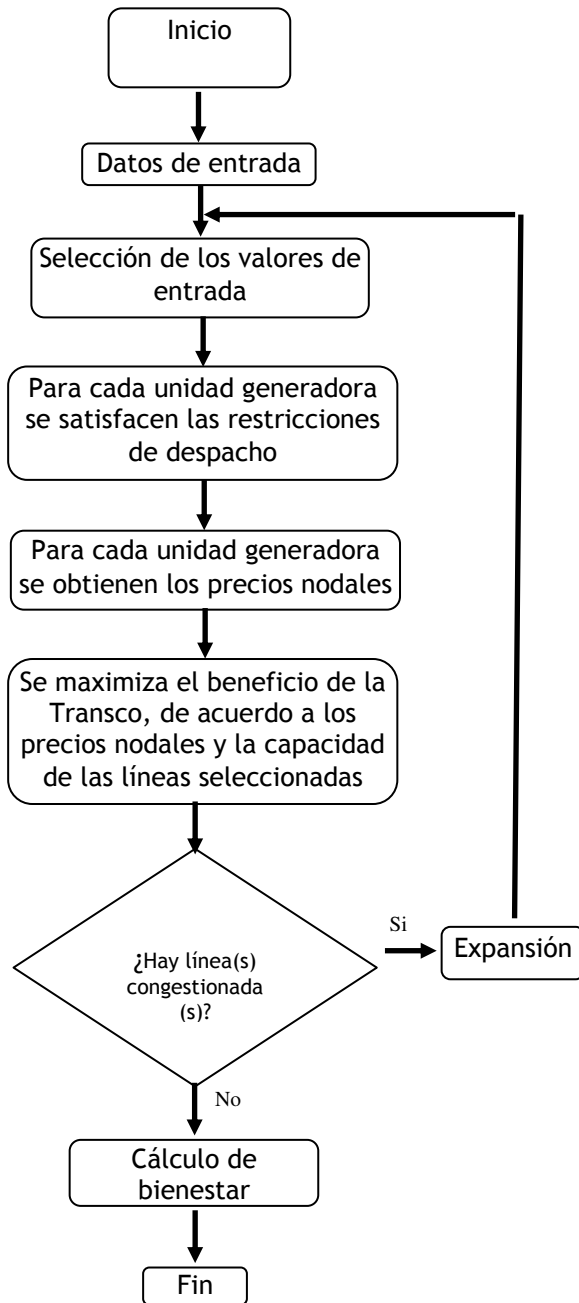 Inicio
Datos de entrada
Selección de los valores de
entrada
Para cada unidad generadora
se satisfacen las restricciones
de despacho
Para cada unidad generadora
se obtienen los precios nodales
Se maximiza el beneficio de la
Transco, de acuerdo a los
precios nodales y la capacidad
de las líneas seleccionadas
¿Hay línea(s)
congestionada
(s)?
Si
Expansión
No
Cálculo de
bienestar
Fin